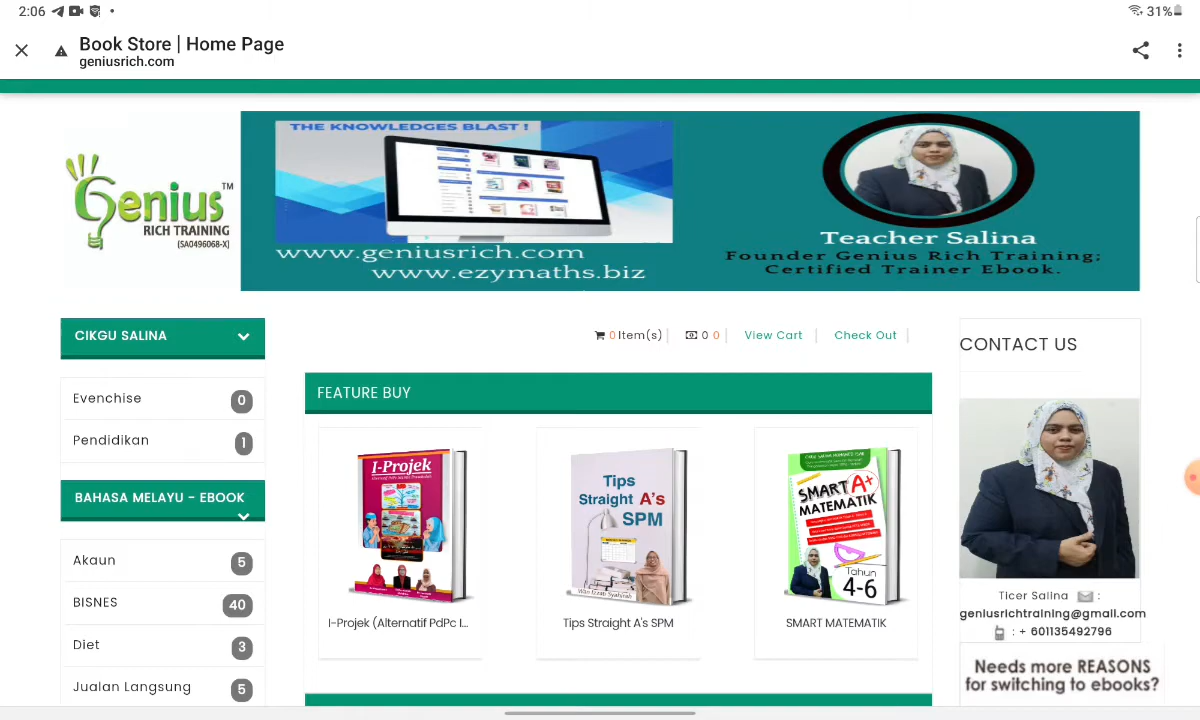 2:06
31%
Book Store | Home Page
geniusrich.com
THE KNOWLEDGES BLAST !
Genius TM
RICH TRAINING
(SA0496068-X)
www.geniusrich.com
www.ezymaths.biz
Teacher Salina
Founder Genius Rich Training;
Certified Trainer Ebook.
CIKGU SALINA
Evenchise 0
Pendidikan 1
BAHASA MELAYU - EBOOK
Akaun 5
BISNES 40
Diet 3
Jualan Langsung 5
0 Item(s) | 0 0 | View Cart | Check Out |
FEATURE BUY
I-Projek
Tips
Straight A's
SPM
Wan Izzati Syahirah
SMART A+
MATEMATIK
Tahun
4-6
I-Projek (Alternatif PdPc I...
Tips Straight A's SPM
SMART MATEMATIK
CONTACT US
Ticer Salina :
geniusrichtraining@gmail.com
: + 601135492796
Needs more REASONS
for switching to ebooks?